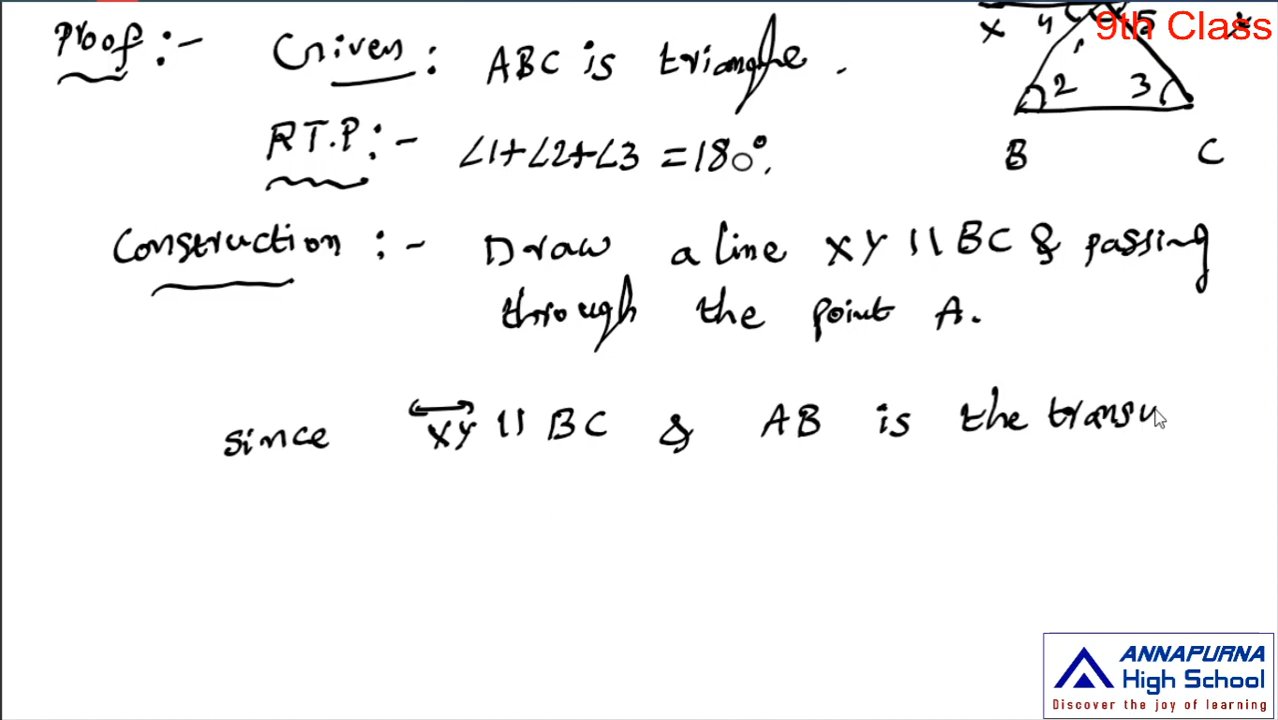 Proof :-
Given : ABC is triangle.
X 4 1 5
9th Class
2 3
R.T.P :- ∠1+∠2+∠3 = 180°.
B C
Construction :- Draw a line XY || BC & passing
through the point A.
since XY || BC & AB is the transv
ANNAPURNA
High School
Discover the joy of learning